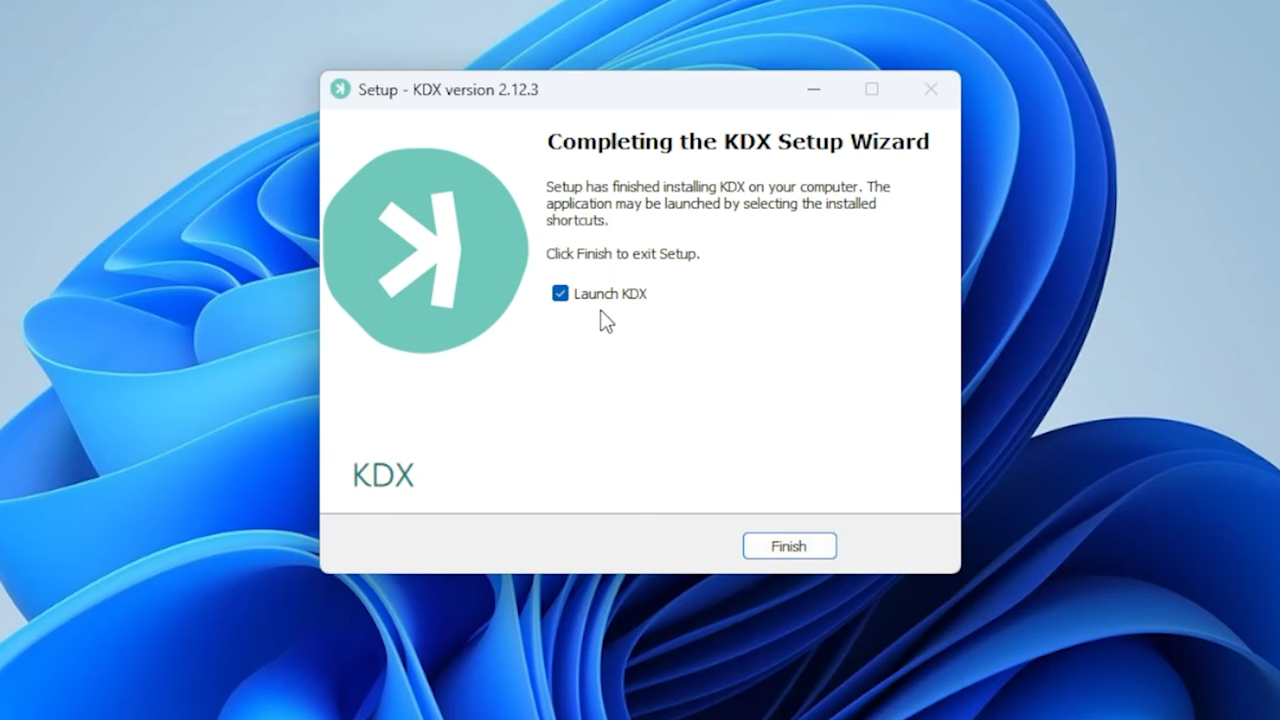 Setup - KDX version 2.12.3
Completing the KDX Setup Wizard
Setup has finished installing KDX on your computer. The
application may be launched by selecting the installed
shortcuts.
Click Finish to exit Setup.
Launch KDX
KDX
Finish